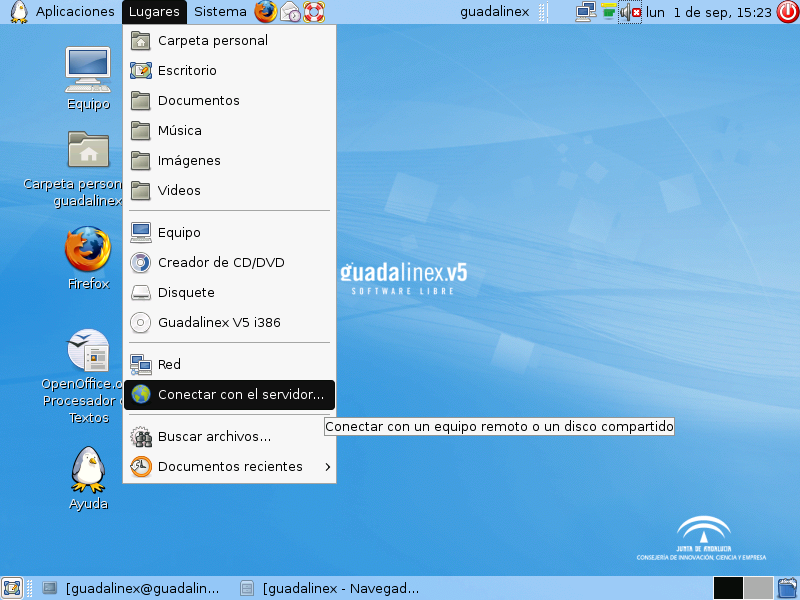 Aplicaciones Lugares Sistema guadalinex lun 1 de sep, 15:23
Carpeta personal
Escritorio
Documentos
Música
Imágenes
Videos
Equipo
Creador de CD/DVD
Disquete
Guadalinex V5 i386
Red
Conectar con el servidor...
Buscar archivos...
Documentos recientes
Conectar con un equipo remoto o un disco compartido
Equipo
Carpeta person
guadalinex
Firefox
OpenOffice.o
Procesador
Textos
Ayuda
guadalinex.v5
SOFTWARE LIBRE
JUNTA DE ANDALUCIA
CONSEJERÍA DE INNOVACIÓN, CIENCIA Y EMPRESA
[guadalinex@guadalin... [guadalinex - Navegad...